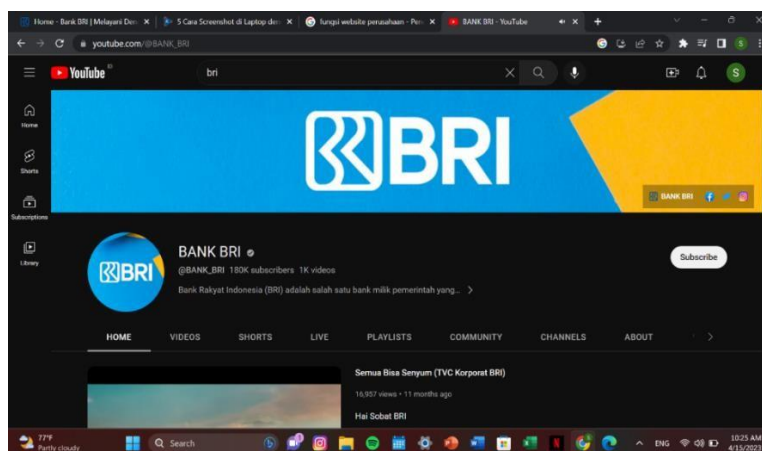 Home - Bank BRI | Melayani Den
5 Cara Screenshot di Laptop den
fungsi website perusahaan - Pen
BANK BRI - YouTube
youtube.com/@BANK_BRI
YouTube
bri
S
Home
Shorts
Subscriptions
Library
BRI
BANK BRI
BRI
BANK BRI
@BANK_BRI 180K subscribers 1K videos
Bank Rakyat Indonesia (BRI) adalah salah satu bank milik pemerintah yang...
Subscribe
HOME VIDEOS SHORTS LIVE PLAYLISTS COMMUNITY CHANNELS ABOUT
Semua Bisa Senyum (TVC Korporat BRI)
16,957 views • 11 months ago
Hai Sobat BRI
77°F
Partly cloudy
Search
ENG
10:25 AM
4/15/2023